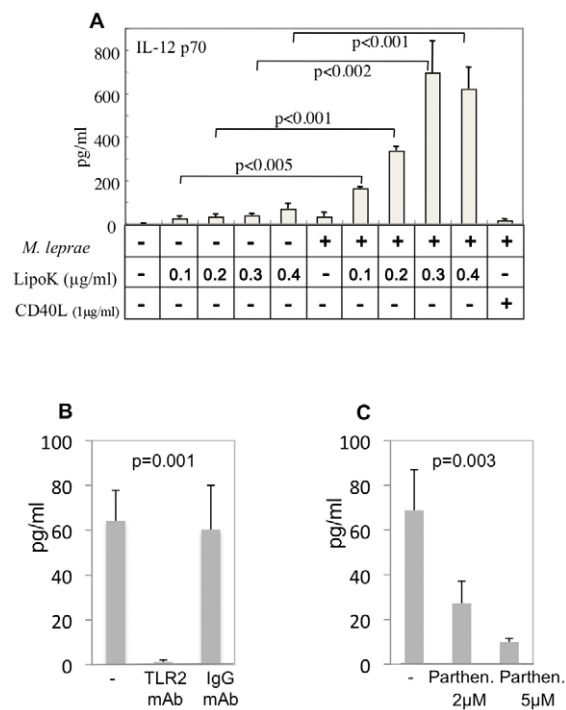 A
IL-12 p70
p<0.001
p<0.002
p<0.001
p<0.005
800
600
400
200
0
pg/ml
M. leprae - - - - - + + + + + +
LipoK (µg/ml) - 0.1 0.2 0.3 0.4 - 0.1 0.2 0.3 0.4 -
CD40L (1µg/ml) - - - - - - - - - - +
B
p=0.001
100
80
60
40
20
0
pg/ml
- TLR2 mAb IgG mAb
C
p=0.003
100
80
60
40
20
0
pg/ml
- Parthen. 2µM Parthen. 5µM